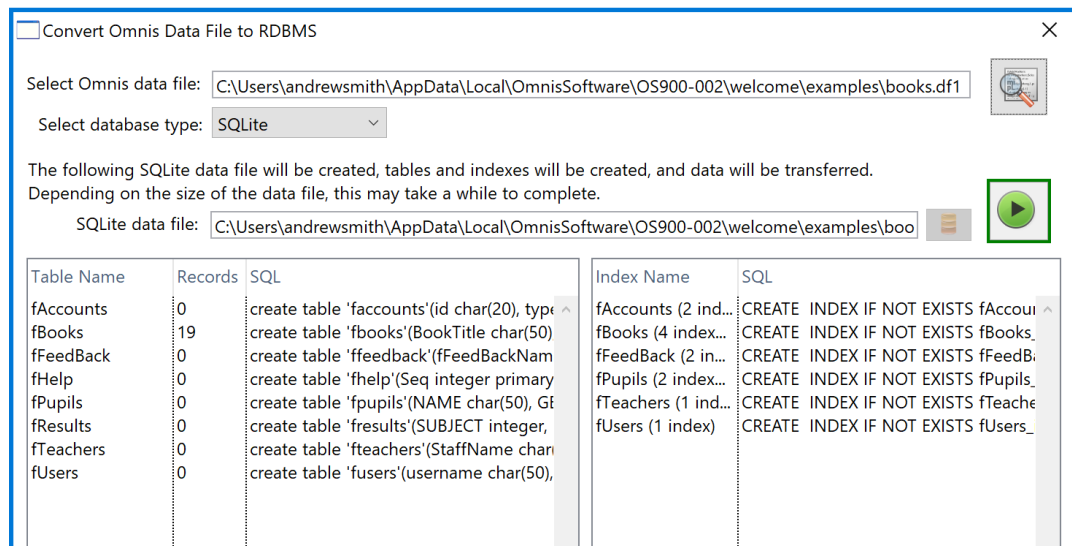 Convert Omnis Data File to RDBMS
Select Omnis data file: C:\Users\andrewsmith\AppData\Local\OmnisSoftware\OS900-002\welcome\examples\books.df1
Select database type: SQLite
The following SQLite data file will be created, tables and indexes will be created, and data will be transferred.
Depending on the size of the data file, this may take a while to complete.
SQLite data file: C:\Users\andrewsmith\AppData\Local\OmnisSoftware\OS900-002\welcome\examples\boo
Table Name Records SQL
fAccounts 0 create table 'faccounts'(id char(20), type
fBooks 19 create table 'fbooks'(BookTitle char(50)
fFeedBack 0 create table 'ffeedback'(fFeedBackNam
fHelp 0 create table 'fhelp'(Seq integer primary
fPupils 0 create table 'fpupils'(NAME char(50), GE
fResults 0 create table 'fresults'(SUBJECT integer,
fTeachers 0 create table 'fteachers'(StaffName char(
fUsers 0 create table 'fusers'(username char(50),
Index Name SQL
fAccounts (2 ind... CREATE INDEX IF NOT EXISTS fAccour
fBooks (4 index... CREATE INDEX IF NOT EXISTS fBooks_
fFeedBack (2 in... CREATE INDEX IF NOT EXISTS fFeedBa
fPupils (2 index... CREATE INDEX IF NOT EXISTS fPupils_
fTeachers (1 ind... CREATE INDEX IF NOT EXISTS fTeache
fUsers (1 index) CREATE INDEX IF NOT EXISTS fUsers_